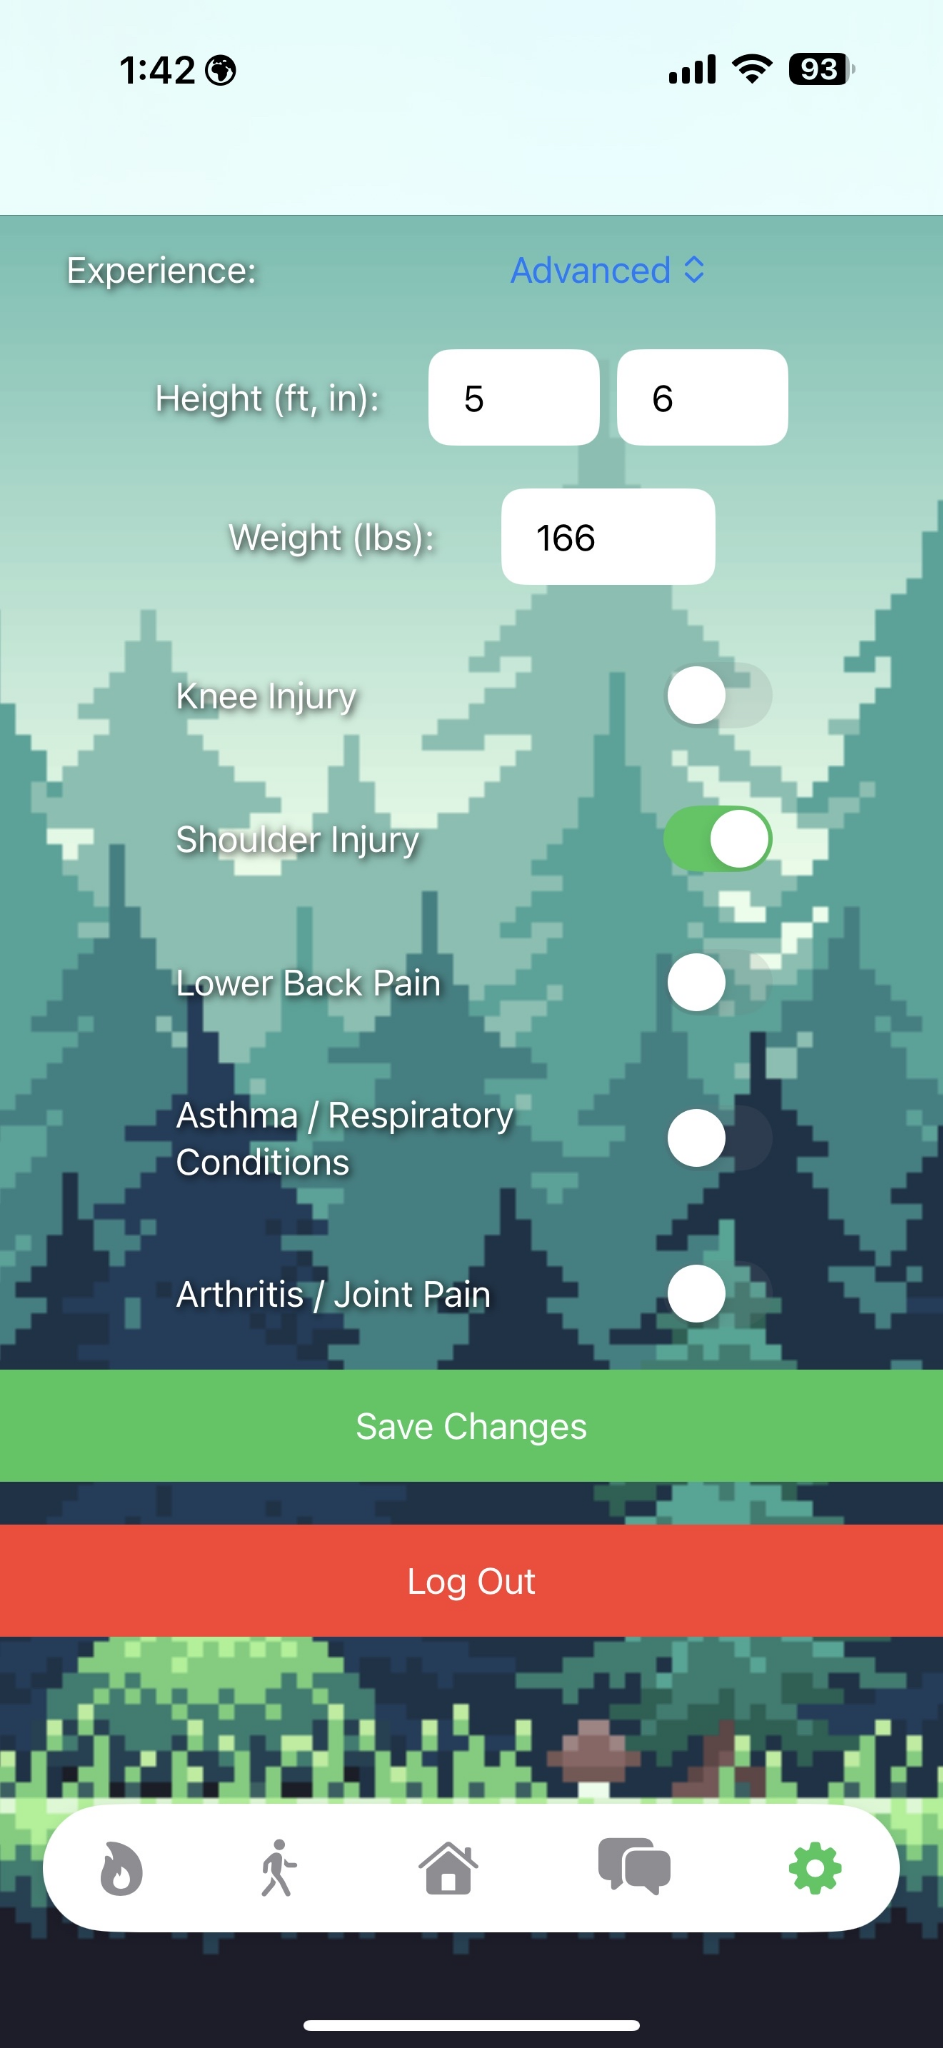 1:42
93
Experience:
Advanced
Height (ft, in):
5
6
Weight (lbs):
166
Knee Injury
Shoulder Injury
Lower Back Pain
Asthma / Respiratory
Conditions
Arthritis / Joint Pain
Save Changes
Log Out